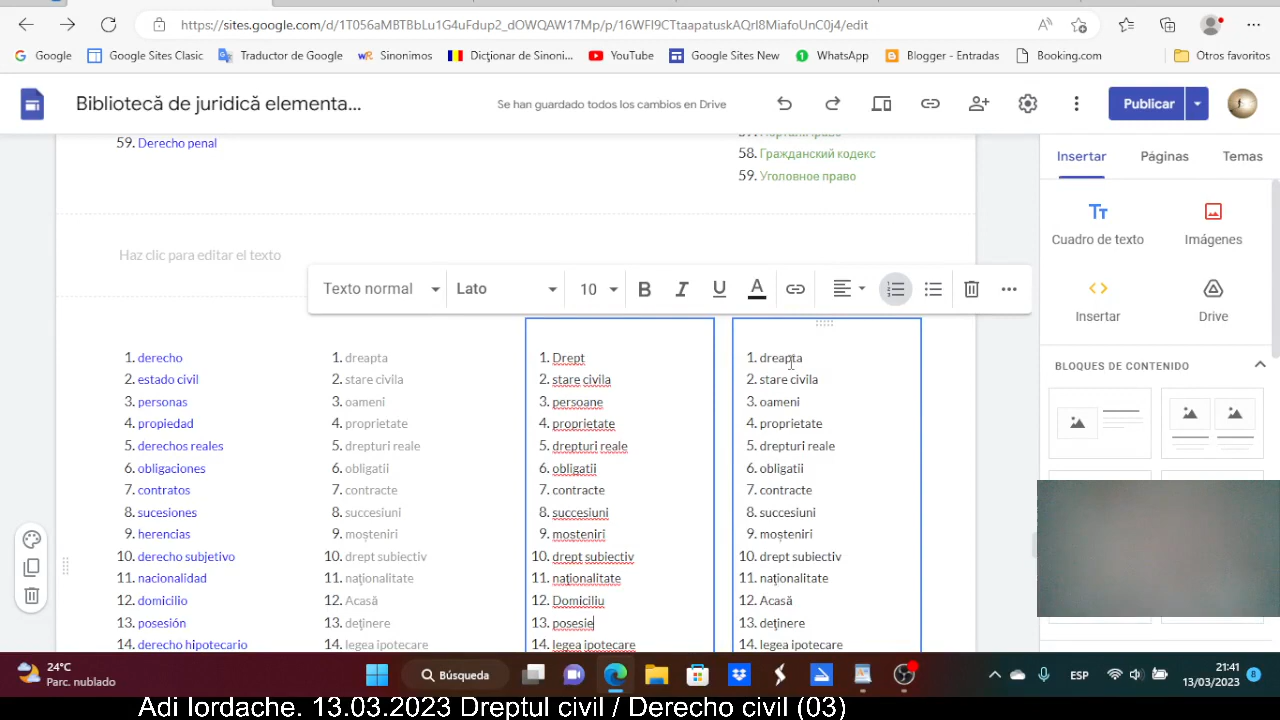 https://sites.google.com/d/1T056aMBTBbLu1G4uFdup2_dOWQAW17Mp/p/16WFI9CTtaapatuskAQrI8MiafoUnC0j4/edit
Google
Google Sites Clasic
Traductor de Google
Sinonimos
Dicționar de Sinoni...
YouTube
Google Sites New
WhatsApp
Blogger - Entradas
Booking.com
Otros favoritos
Bibliotecă de juridică elementa...
Se han guardado todos los cambios en Drive
Publicar
Insertar
Páginas
Temas
59. Derecho penal
58. Гражданский кодекс
59. Уголовное право
Haz clic para editar el texto
Texto normal
Lato
10
B
I
U
A
1. derecho
2. estado civil
3. personas
4. propiedad
5. derechos reales
6. obligaciones
7. contratos
8. sucesiones
9. herencias
10. derecho subjetivo
11. nacionalidad
12. domicilio
13. posesión
14. derecho hipotecario
1. dreapta
2. stare civila
3. oameni
4. proprietate
5. drepturi reale
6. obligatii
7. contracte
8. succesiuni
9. moșteniri
10. drept subiectiv
11. naţionalitate
12. Acasă
13. deţinere
14. legea ipotecare
1. Drept
2. stare civila
3. persoane
4. proprietate
5. drepturi reale
6. obligatii
7. contracte
8. succesiuni
9. mosteniri
10. drept subiectiv
11. naţionalitate
12. Domiciliu
13. posesie
14. legea ipotecare
1. dreapta
2. stare civila
3. oameni
4. proprietate
5. drepturi reale
6. obligatii
7. contracte
8. succesiuni
9. moșteniri
10. drept subiectiv
11. naţionalitate
12. Acasă
13. deţinere
14. legea ipotecare
Tт
Cuadro de texto
Imágenes
Insertar
Drive
BLOQUES DE CONTENIDO
24°C
Parc. nublado
Búsqueda
ESP
21:41
13/03/2023
8
Adi Iordache. 13.03.2023 Dreptul civil / Derecho civil (03)